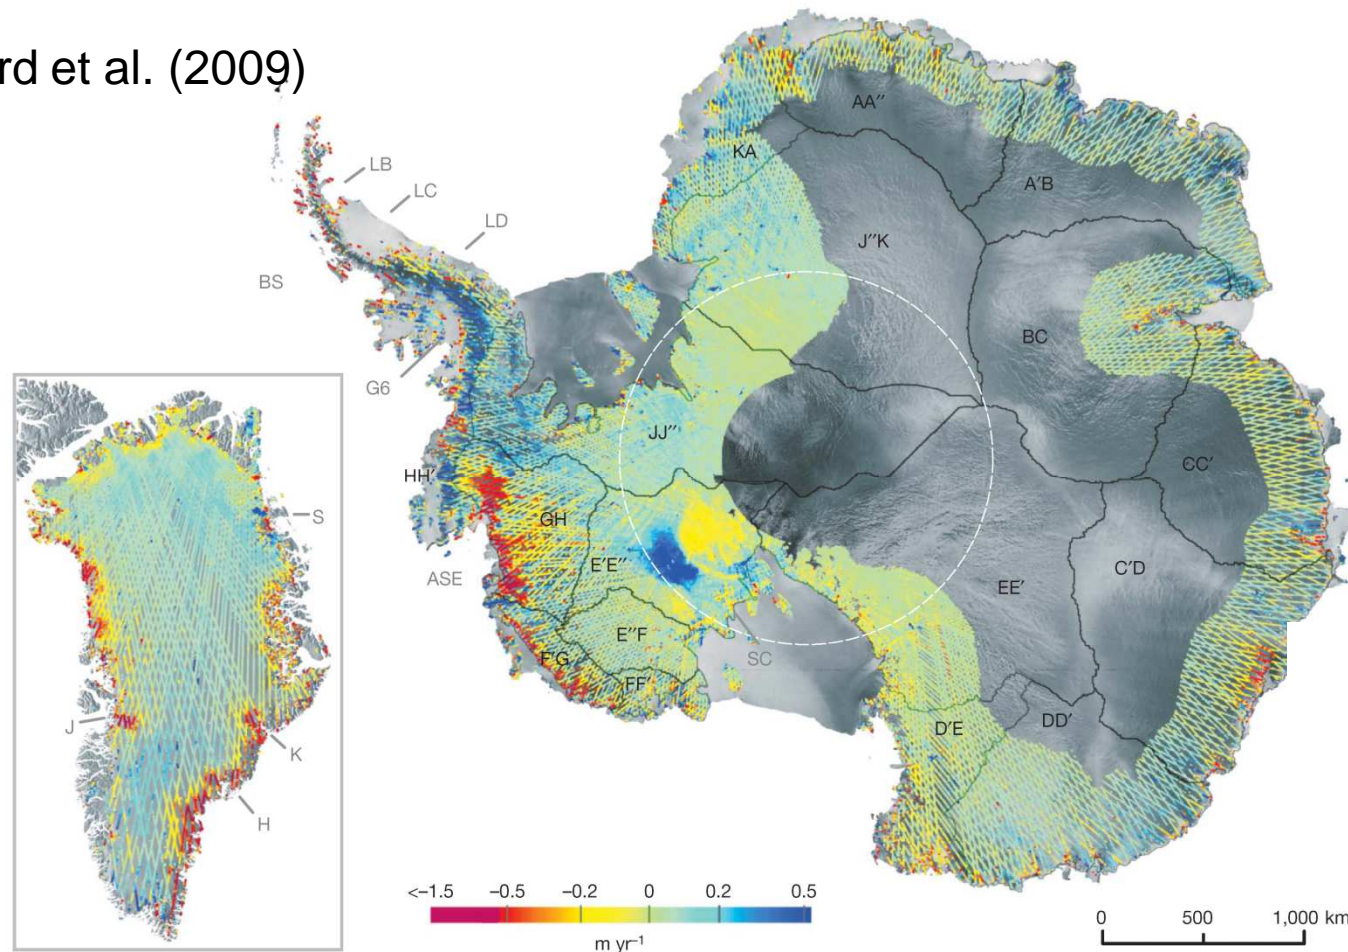 rd et al. (2009)
AA″
LB
KA
LC
A′B
LD
J″K
BS
BC
G6
JJ″
CC′
HH′
GH
S
E′E″
C′D
ASE
EE′
E″F
SC
F′G
FF′
J
D′E
DD′
K
H
<–1.5 –0.5 –0.2 0 0.2 0.5
m yr⁻¹
0 500 1,000 km